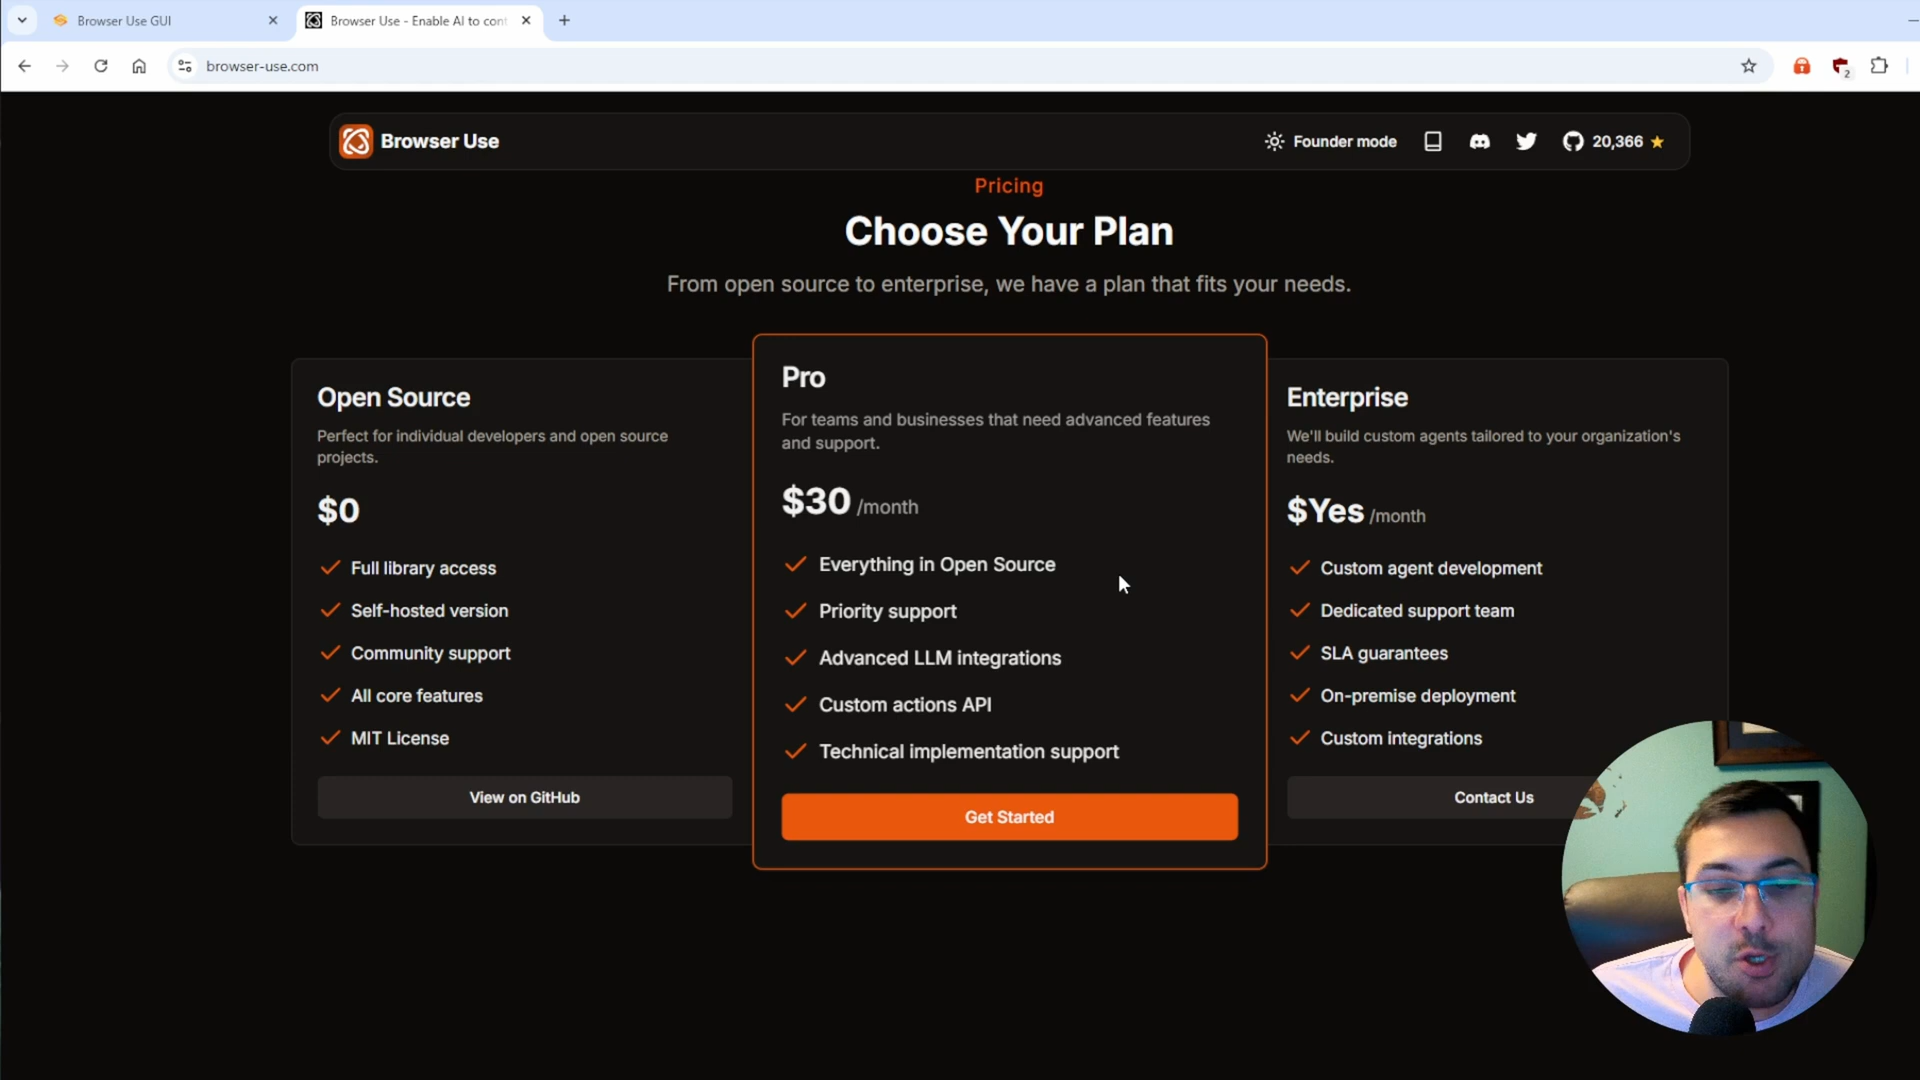 Browser Use GUI
Browser Use - Enable AI to cont
browser-use.com
2
Browser Use
Founder mode
20,366
Pricing
Choose Your Plan
From open source to enterprise, we have a plan that fits your needs.
Open Source
Perfect for individual developers and open source
projects.
$0
Full library access
Self-hosted version
Community support
All core features
MIT License
View on GitHub
Pro
For teams and businesses that need advanced features
and support.
$30 /month
Everything in Open Source
Priority support
Advanced LLM integrations
Custom actions API
Technical implementation support
Get Started
Enterprise
We'll build custom agents tailored to your organization's
needs.
$Yes /month
Custom agent development
Dedicated support team
SLA guarantees
On-premise deployment
Custom integrations
Contact Us